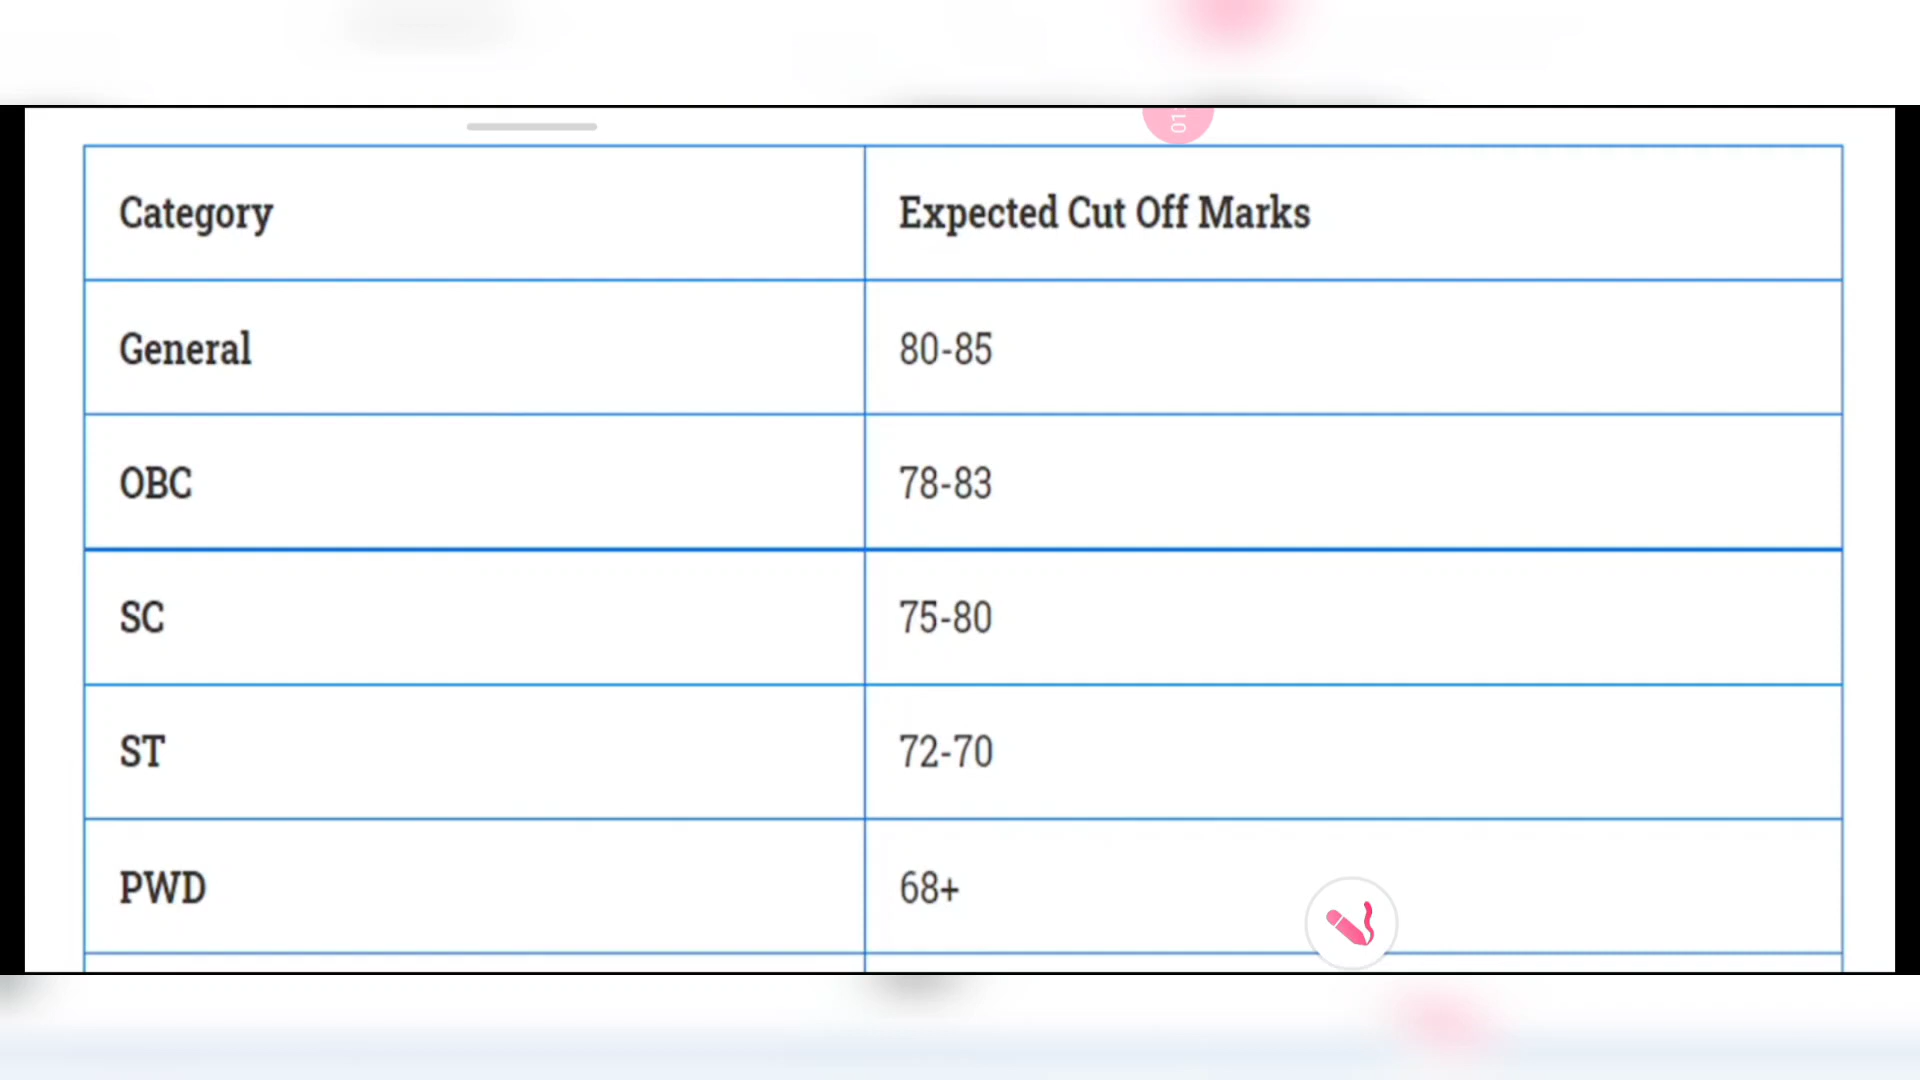 01
Category Expected Cut Off Marks
General 80-85
OBC 78-83
SC 75-80
ST 72-70
PWD 68+